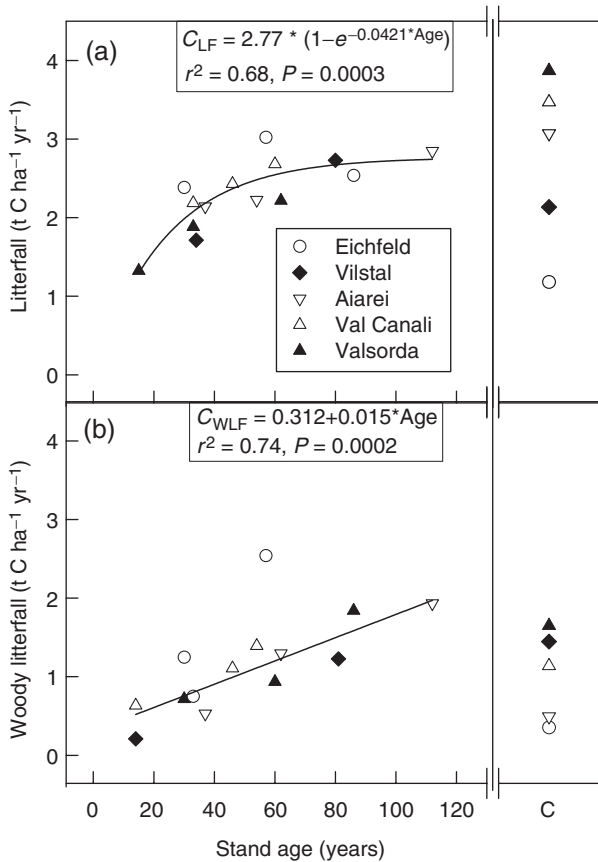 (a)
C_LF = 2.77 * (1–e^–0.0421*Age)
r² = 0.68, P = 0.0003
4
3
2
1
0
Litterfall (t C ha⁻¹ yr⁻¹)
Eichfeld
Vilstal
Aiarei
Val Canali
Valsorda
(b)
C_WLF = 0.312+0.015*Age
r² = 0.74, P = 0.0002
4
3
2
1
0
Woody litterfall (t C ha⁻¹ yr⁻¹)
0 20 40 60 80 100 120 C
Stand age (years)